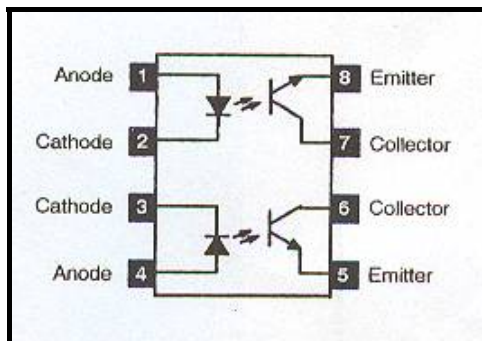 Anode 1 8 Emitter
Cathode 2 7 Collector
Cathode 3 6 Collector
Anode 4 5 Emitter